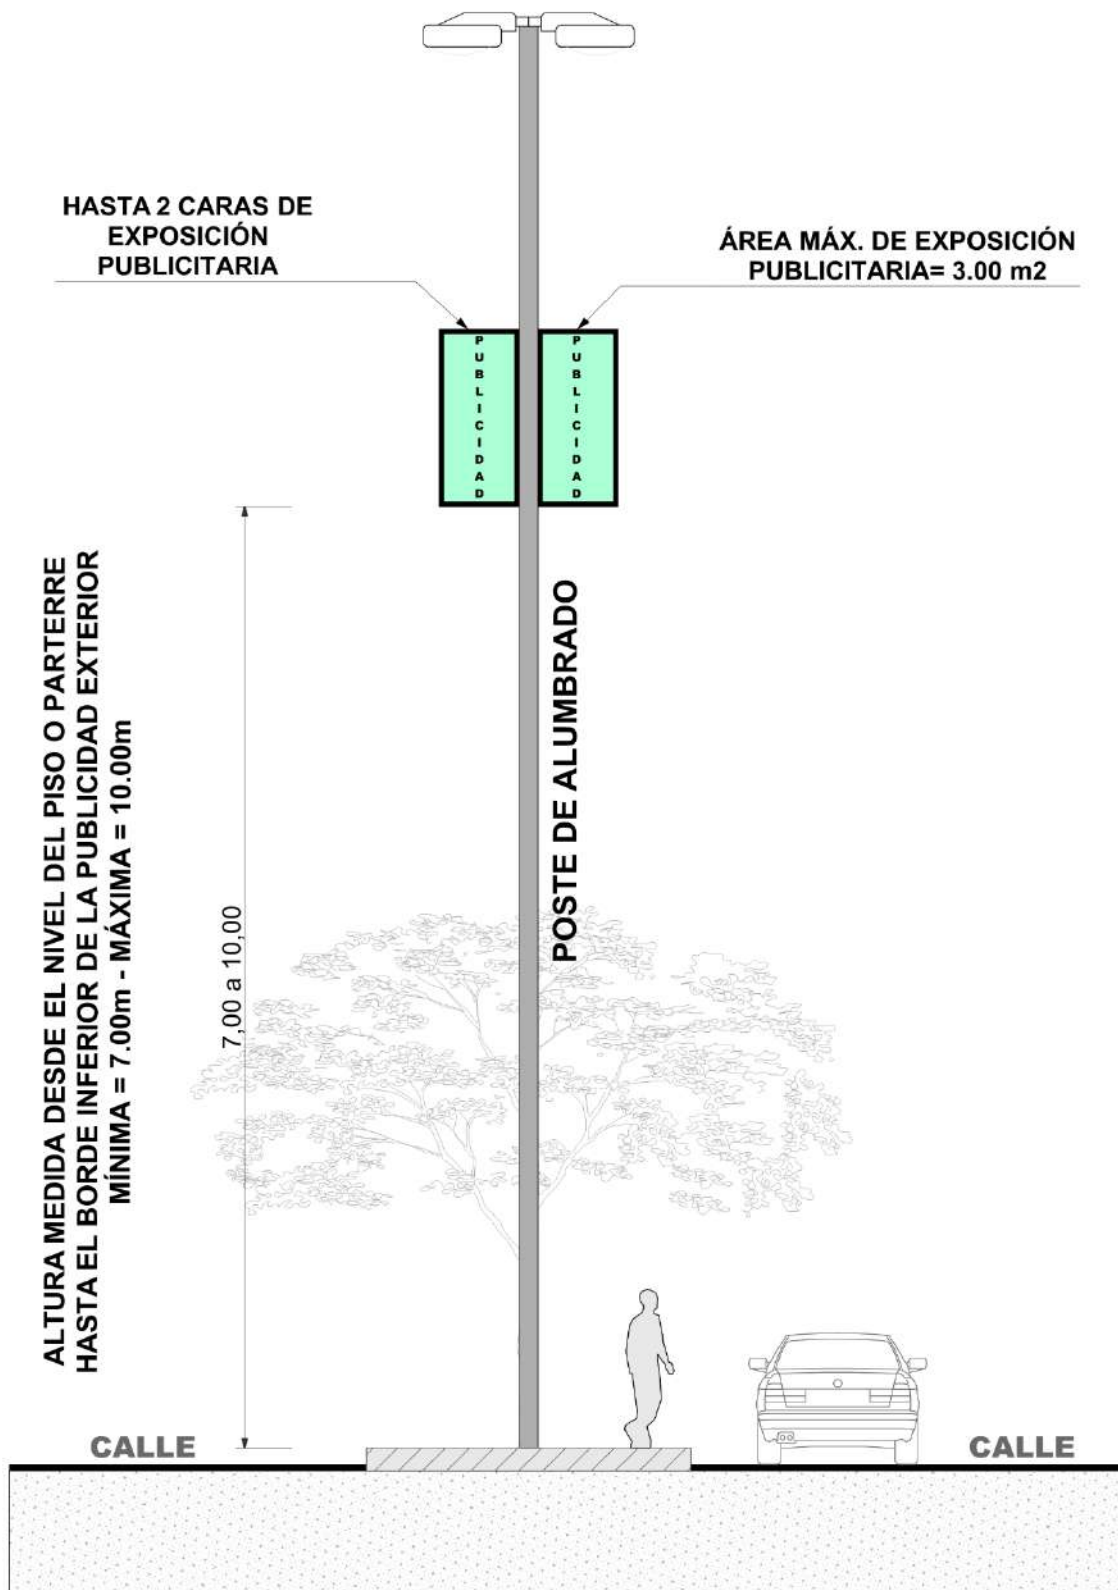 HASTA 2 CARAS DE
EXPOSICIÓN
PUBLICITARIA
ÁREA MÁX. DE EXPOSICIÓN
PUBLICITARIA= 3.00 m2
PUBLICIDAD
PUBLICIDAD
ALTURA MEDIDA DESDE EL NIVEL DEL PISO O PARTERRE
HASTA EL BORDE INFERIOR DE LA PUBLICIDAD EXTERIOR
MÍNIMA = 7.00m - MÁXIMA = 10.00m
7,00 a 10,00
POSTE DE ALUMBRADO
CALLE
CALLE